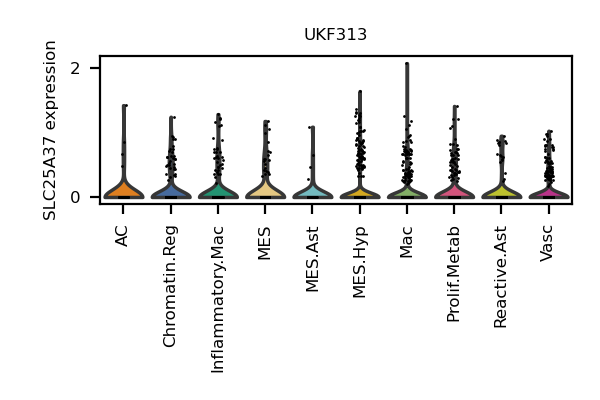 UKF313
SLC25A37 expression
2
0
AC
Chromatin.Reg
Inflammatory.Mac
MES
MES.Ast
MES.Hyp
Mac
Prolif.Metab
Reactive.Ast
Vasc